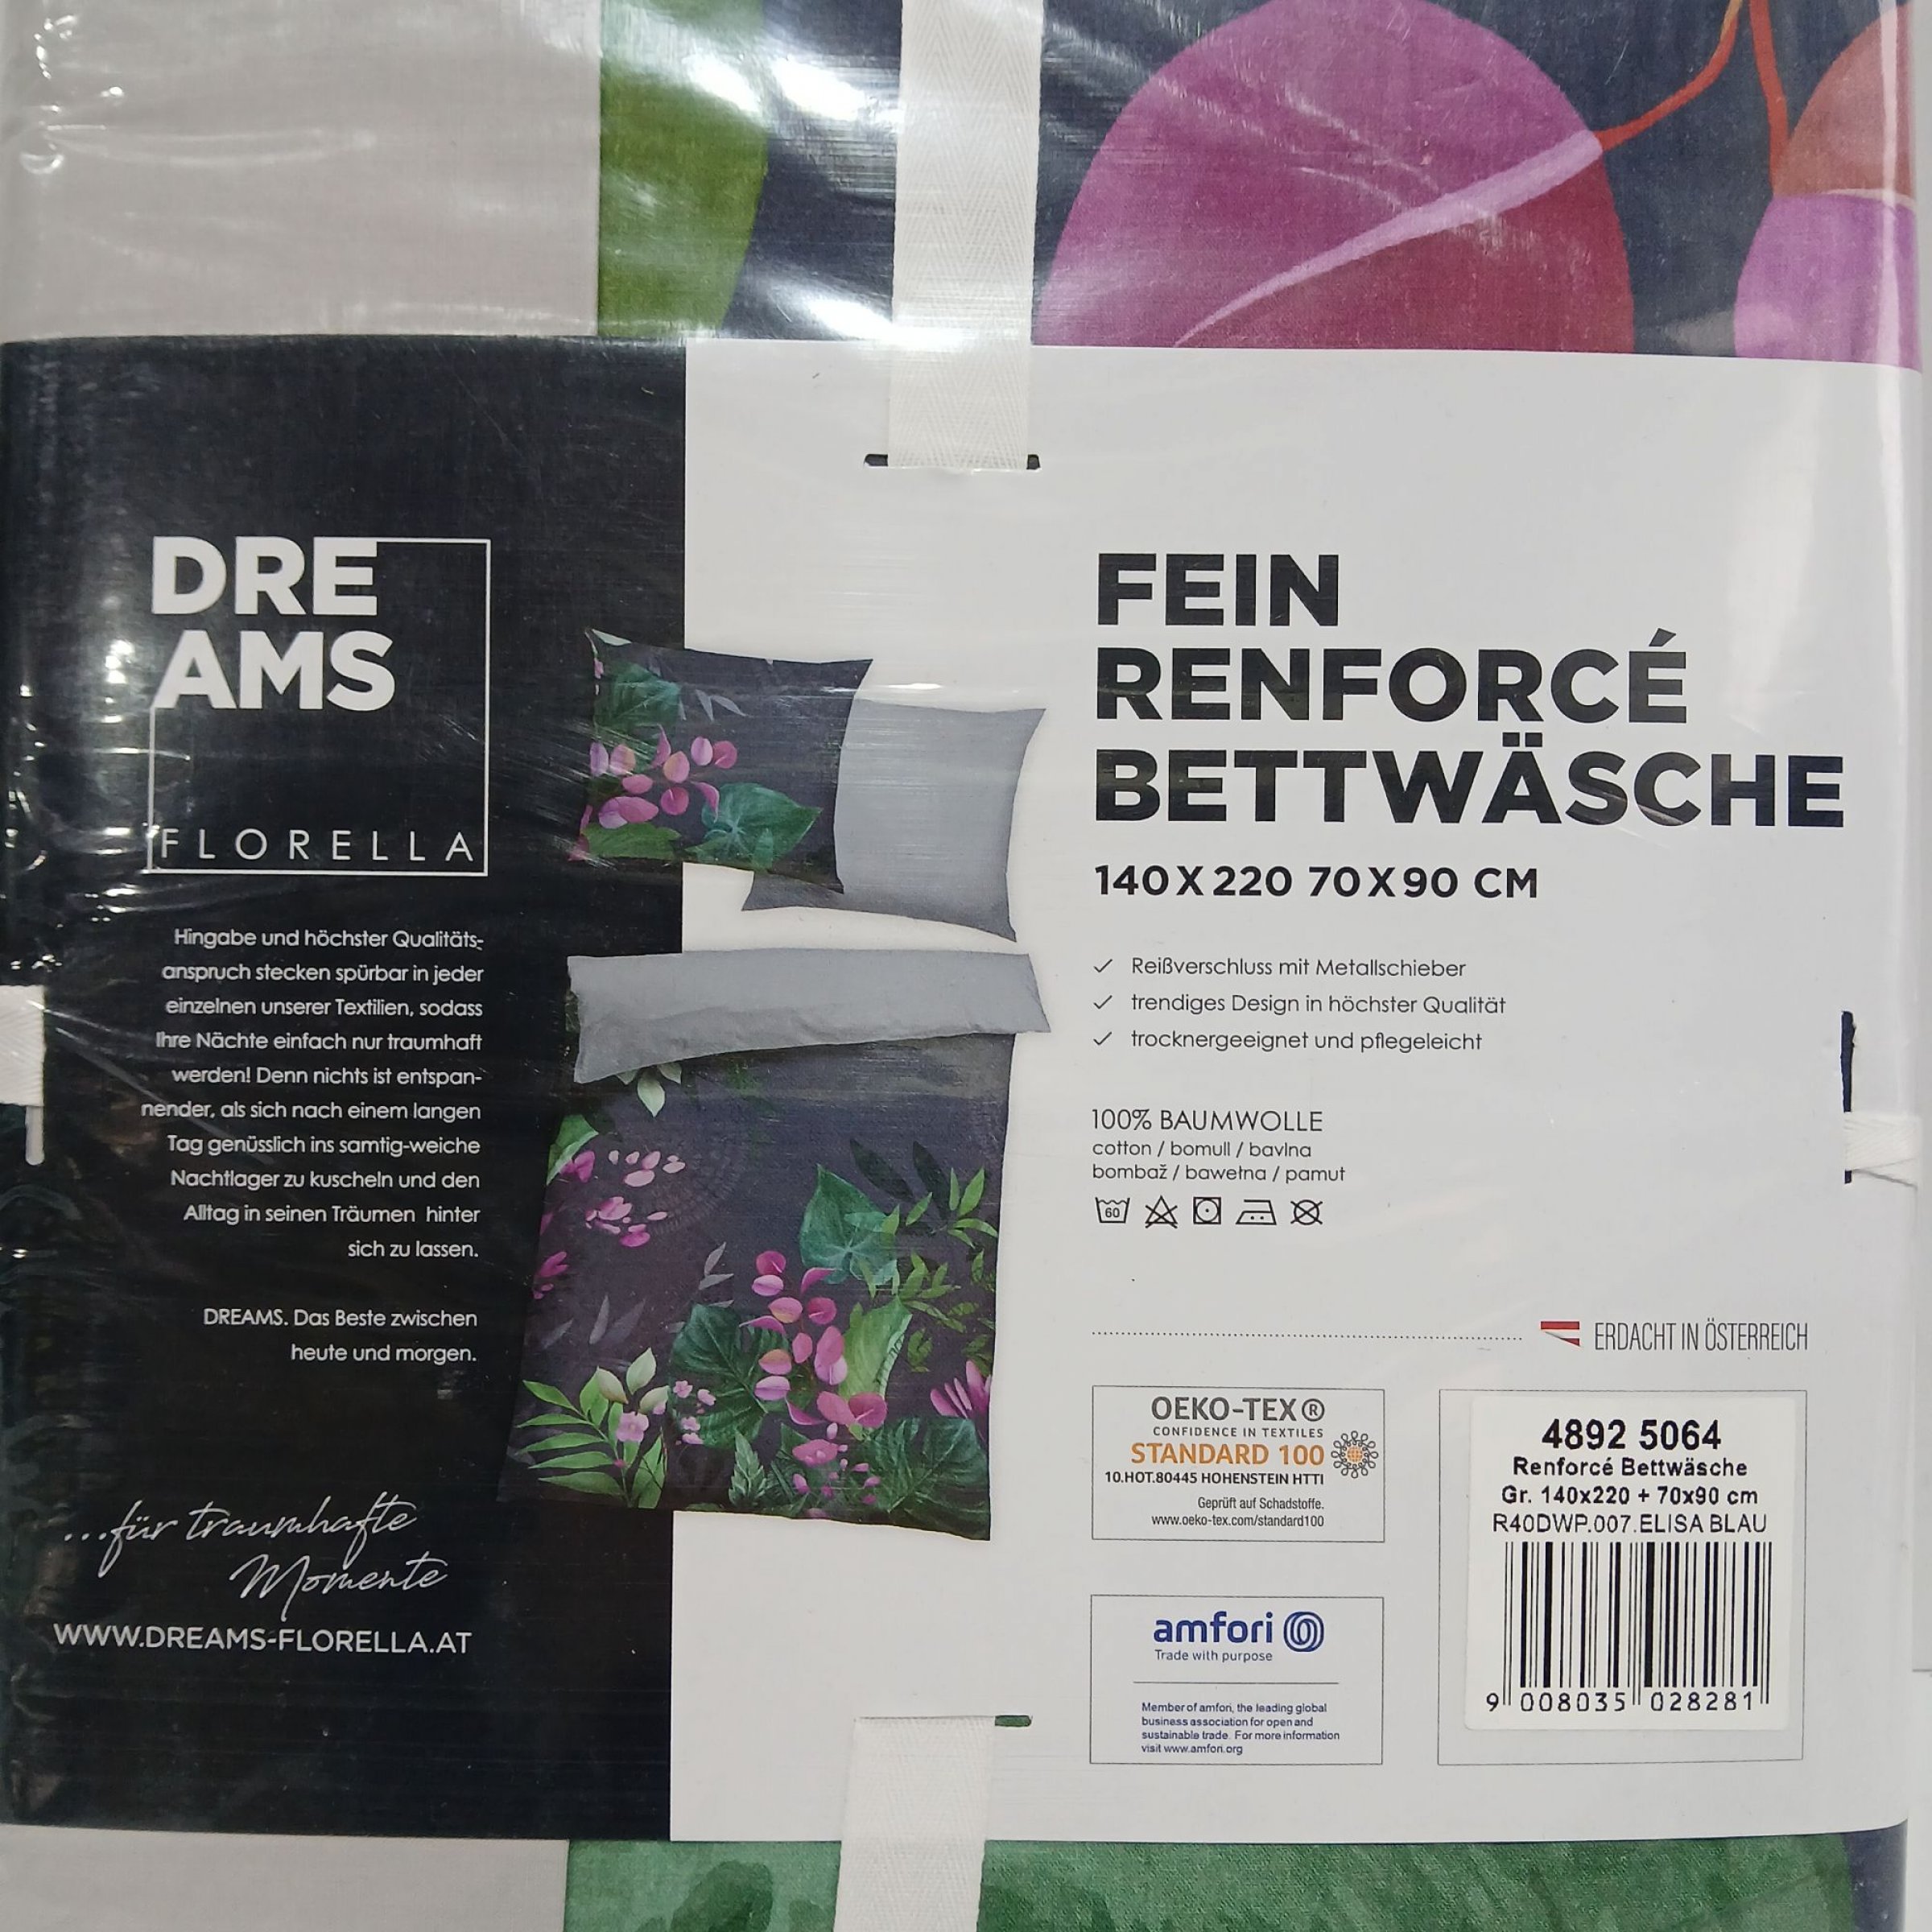 DRE
AMS
FLORELLA
Hingabe und höchster Qualitäts-
anspruch stecken spürbar in jeder
einzelnen unserer Textilien, sodass
Ihre Nächte einfach nur traumhaft
werden! Denn nichts ist entspan-
nender, als sich nach einem langen
Tag genüsslich ins samtig-weiche
Nachtlager zu kuscheln und den
Alltag in seinen Träumen hinter
sich zu lassen.
DREAMS. Das Beste zwischen
heute und morgen.
...für traumhafte
Momente
WWW.DREAMS-FLORELLA.AT
FEIN
RENFORCÉ
BETTWÄSCHE
140 X 220 70 X 90 CM
✓ Reißverschluss mit Metallschieber
✓ trendiges Design in höchster Qualität
✓ trocknergeeignet und pflegeleicht
100% BAUMWOLLE
cotton / bomull / bavlna
bombaž / bawełna / pamut
60
ERDACHT IN ÖSTERREICH
OEKO-TEX®
CONFIDENCE IN TEXTILES
STANDARD 100
10.HOT.80445 HOHENSTEIN HTTI
Geprüft auf Schadstoffe.
www.oeko-tex.com/standard100
amfori
Trade with purpose
Member of amfori, the leading global
business association for open and
sustainable trade. For more information
visit www.amfori.org
4892 5064
Renforcé Bettwäsche
Gr. 140x220 + 70x90 cm
R40DWP.007.ELISA BLAU
9 008035 028281